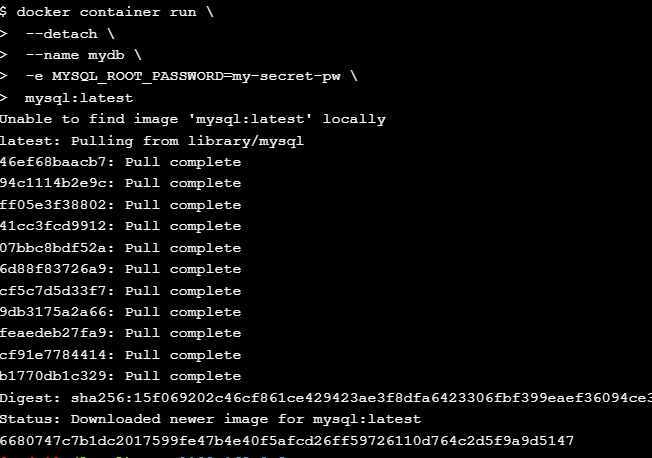 $ docker container run \
>  --detach \
>  --name mydb \
>  -e MYSQL_ROOT_PASSWORD=my-secret-pw \
>  mysql:latest
Unable to find image 'mysql:latest' locally
latest: Pulling from library/mysql
46ef68baacb7: Pull complete
94c1114b2e9c: Pull complete
ff05e3f38802: Pull complete
41cc3fcd9912: Pull complete
07bbc8bdf52a: Pull complete
6d88f83726a9: Pull complete
cf5c7d5d33f7: Pull complete
9db3175a2a66: Pull complete
feaedeb27fa9: Pull complete
cf91e7784414: Pull complete
b1770db1c329: Pull complete
Digest: sha256:15f069202c46cf861ce429423ae3f8dfa6423306fbf399eaef36094ce3
Status: Downloaded newer image for mysql:latest
6680747c7b1dc2017599fe47b4e40f5afcd26ff59726110d764c2d5f9a9d5147